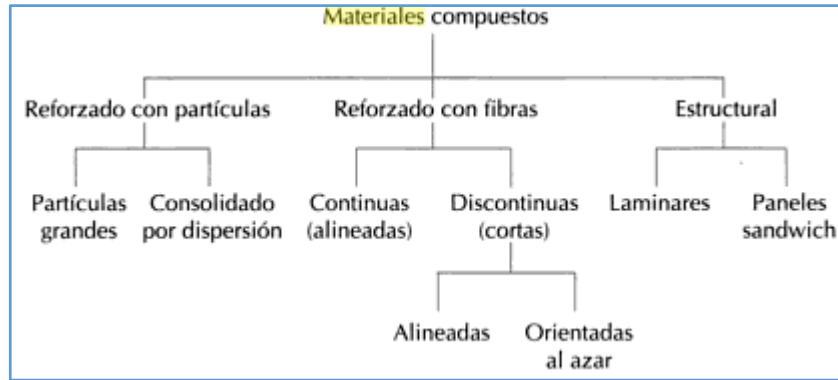 Materiales compuestos
Reforzado con partículas
Reforzado con fibras
Estructural
Partículas
grandes
Consolidado
por dispersión
Continuas
(alineadas)
Discontinuas
(cortas)
Laminares
Paneles
sandwich
Alineadas
Orientadas
al azar